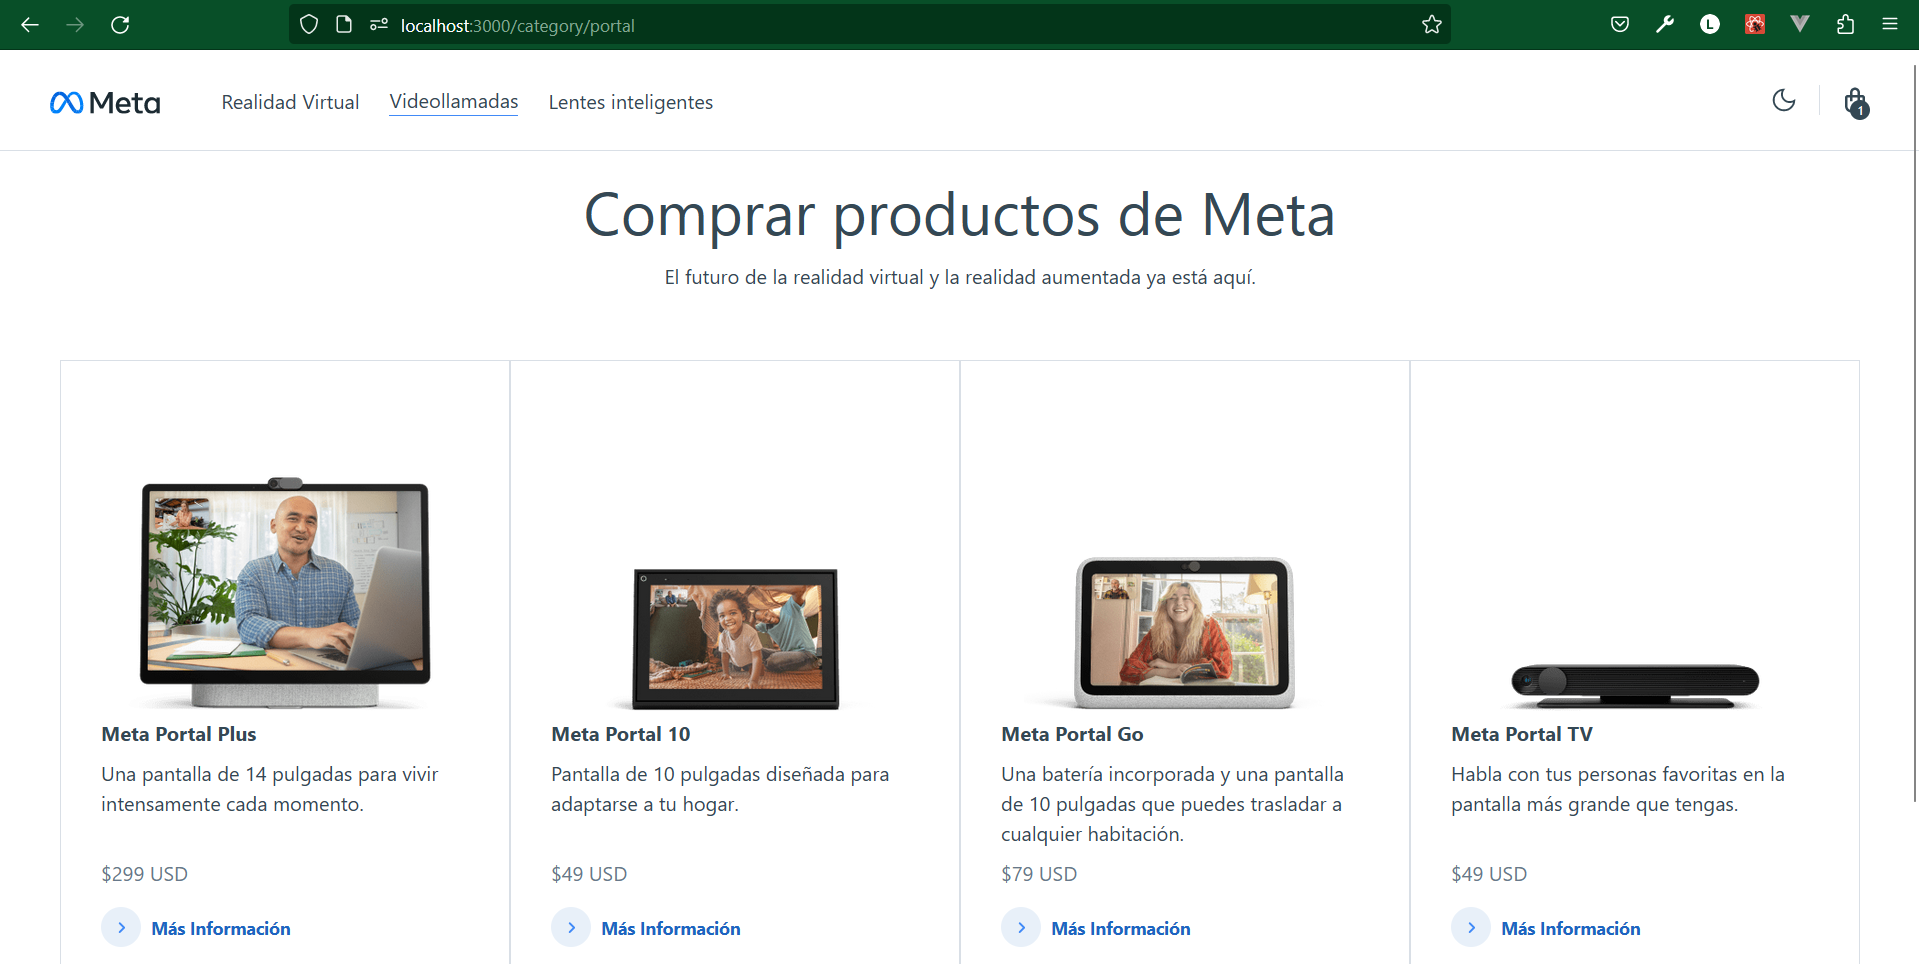 localhost:3000/category/portal
L
Meta
Realidad Virtual
Videollamadas
Lentes inteligentes
1
Comprar productos de Meta
El futuro de la realidad virtual y la realidad aumentada ya está aquí.
Meta Portal Plus
Una pantalla de 14 pulgadas para vivir
intensamente cada momento.
$299 USD
Más Información
Meta Portal 10
Pantalla de 10 pulgadas diseñada para
adaptarse a tu hogar.
$49 USD
Más Información
Meta Portal Go
Una batería incorporada y una pantalla
de 10 pulgadas que puedes trasladar a
cualquier habitación.
$79 USD
Más Información
Meta Portal TV
Habla con tus personas favoritas en la
pantalla más grande que tengas.
$49 USD
Más Información